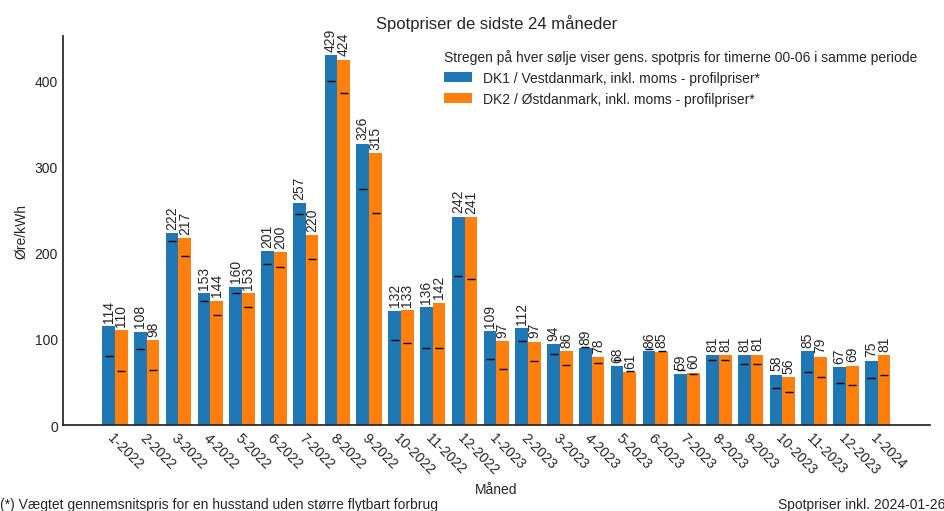 Spotpriser de sidste 24 måneder
Stregen på hver sølje viser gens. spotpris for timerne 00-06 i samme periode
DK1 / Vestdanmark, inkl. moms - profilpriser*
DK2 / Østdanmark, inkl. moms - profilpriser*
Øre/kWh
400
300
200
100
0
114 110 108 98 222 217 153 144 160 153 201 200 257 220 429 424 326 315 132 133 136 142 242 241 109 97 112 97 94 86 89 78 68 61 86 85 59 60 81 81 81 81 58 56 85 79 67 69 75 81
1-2022 2-2022 3-2022 4-2022 5-2022 6-2022 7-2022 8-2022 9-2022 10-2022 11-2022 12-2022 1-2023 2-2023 3-2023 4-2023 5-2023 6-2023 7-2023 8-2023 9-2023 10-2023 11-2023 12-2023 1-2024
Måned
(*) Vægtet gennemsnitspris for en husstand uden større flytbart forbrug
Spotpriser inkl. 2024-01-26